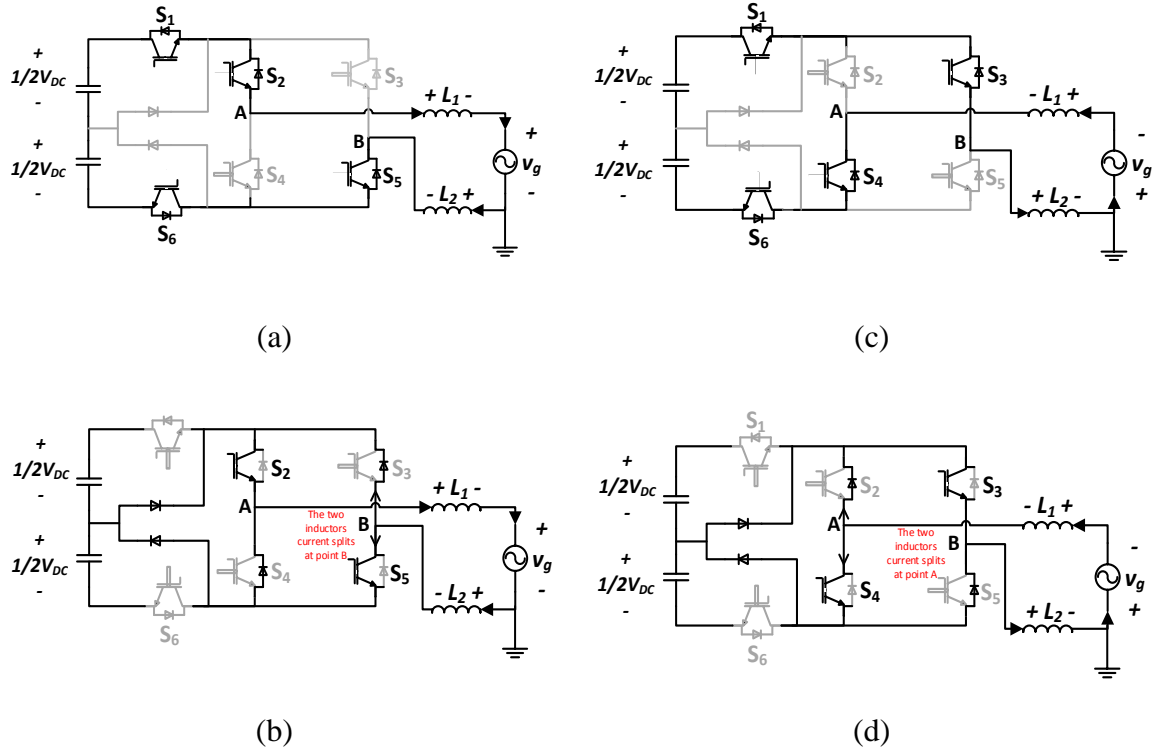 S1
+
1/2VDC
-
+
1/2VDC
-
S2
S3
A
+ L1 -
B
+
vg
-
S4
S5
- L2 +
S6
(a)
S1
+
1/2VDC
-
+
1/2VDC
-
S2
S3
A
- L1 +
B
-
vg
+
S4
S5
+ L2 -
S6
(c)
+
1/2VDC
-
+
1/2VDC
-
S2
S3
A
+ L1 -
The two
inductors
current splits
at point B
B
+
vg
-
S4
S5
- L2 +
S6
(b)
S1
+
1/2VDC
-
+
1/2VDC
-
S2
S3
A
- L1 +
The two
inductors
current splits
at point A
B
-
vg
+
S4
S5
+ L2 -
S6
(d)